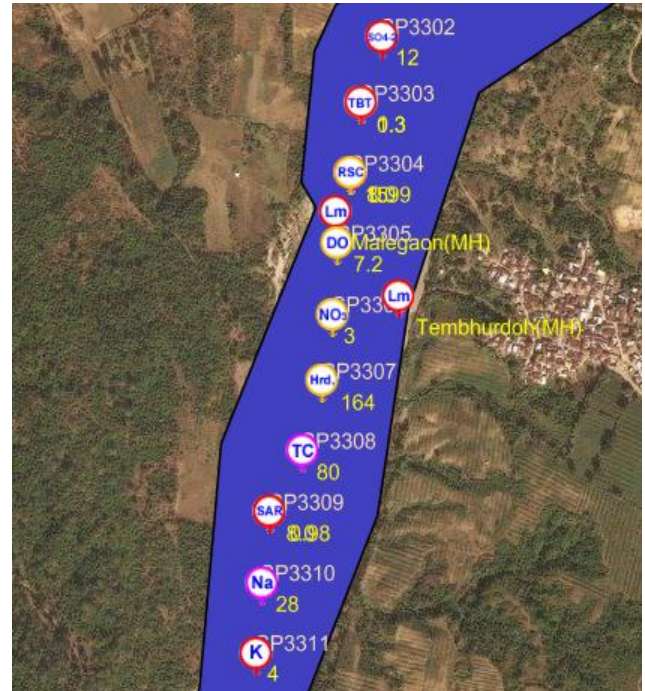 SO4-2 SP3302
12
TBT SP3303
RSC SP3304
Lm
DO SP3305
Malegaon(MH)
7.2
Lm
NO₃
3
Tembhurdoh(MH)
Hrd. SP3307
164
TC SP3308
80
SAR SP3309
Na SP3310
28
K SP3311
4